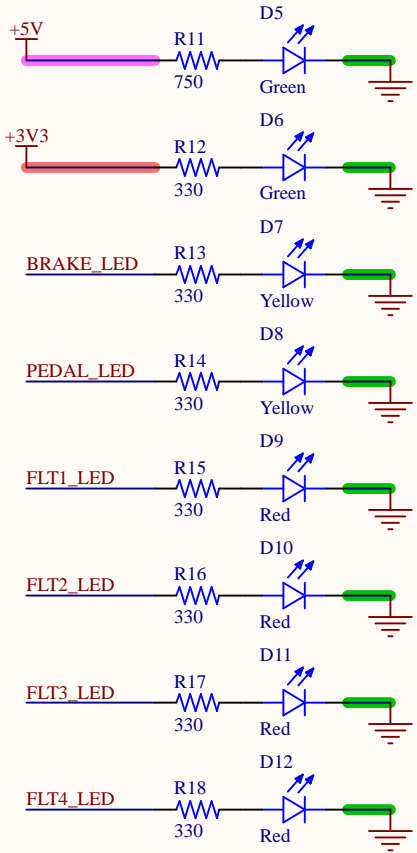 D5
+5V
R11
750
Green
D6
+3V3
R12
330
Green
D7
BRAKE_LED
R13
330
Yellow
D8
PEDAL_LED
R14
330
Yellow
D9
FLT1_LED
R15
330
Red
D10
FLT2_LED
R16
330
Red
D11
FLT3_LED
R17
330
Red
D12
FLT4_LED
R18
330
Red